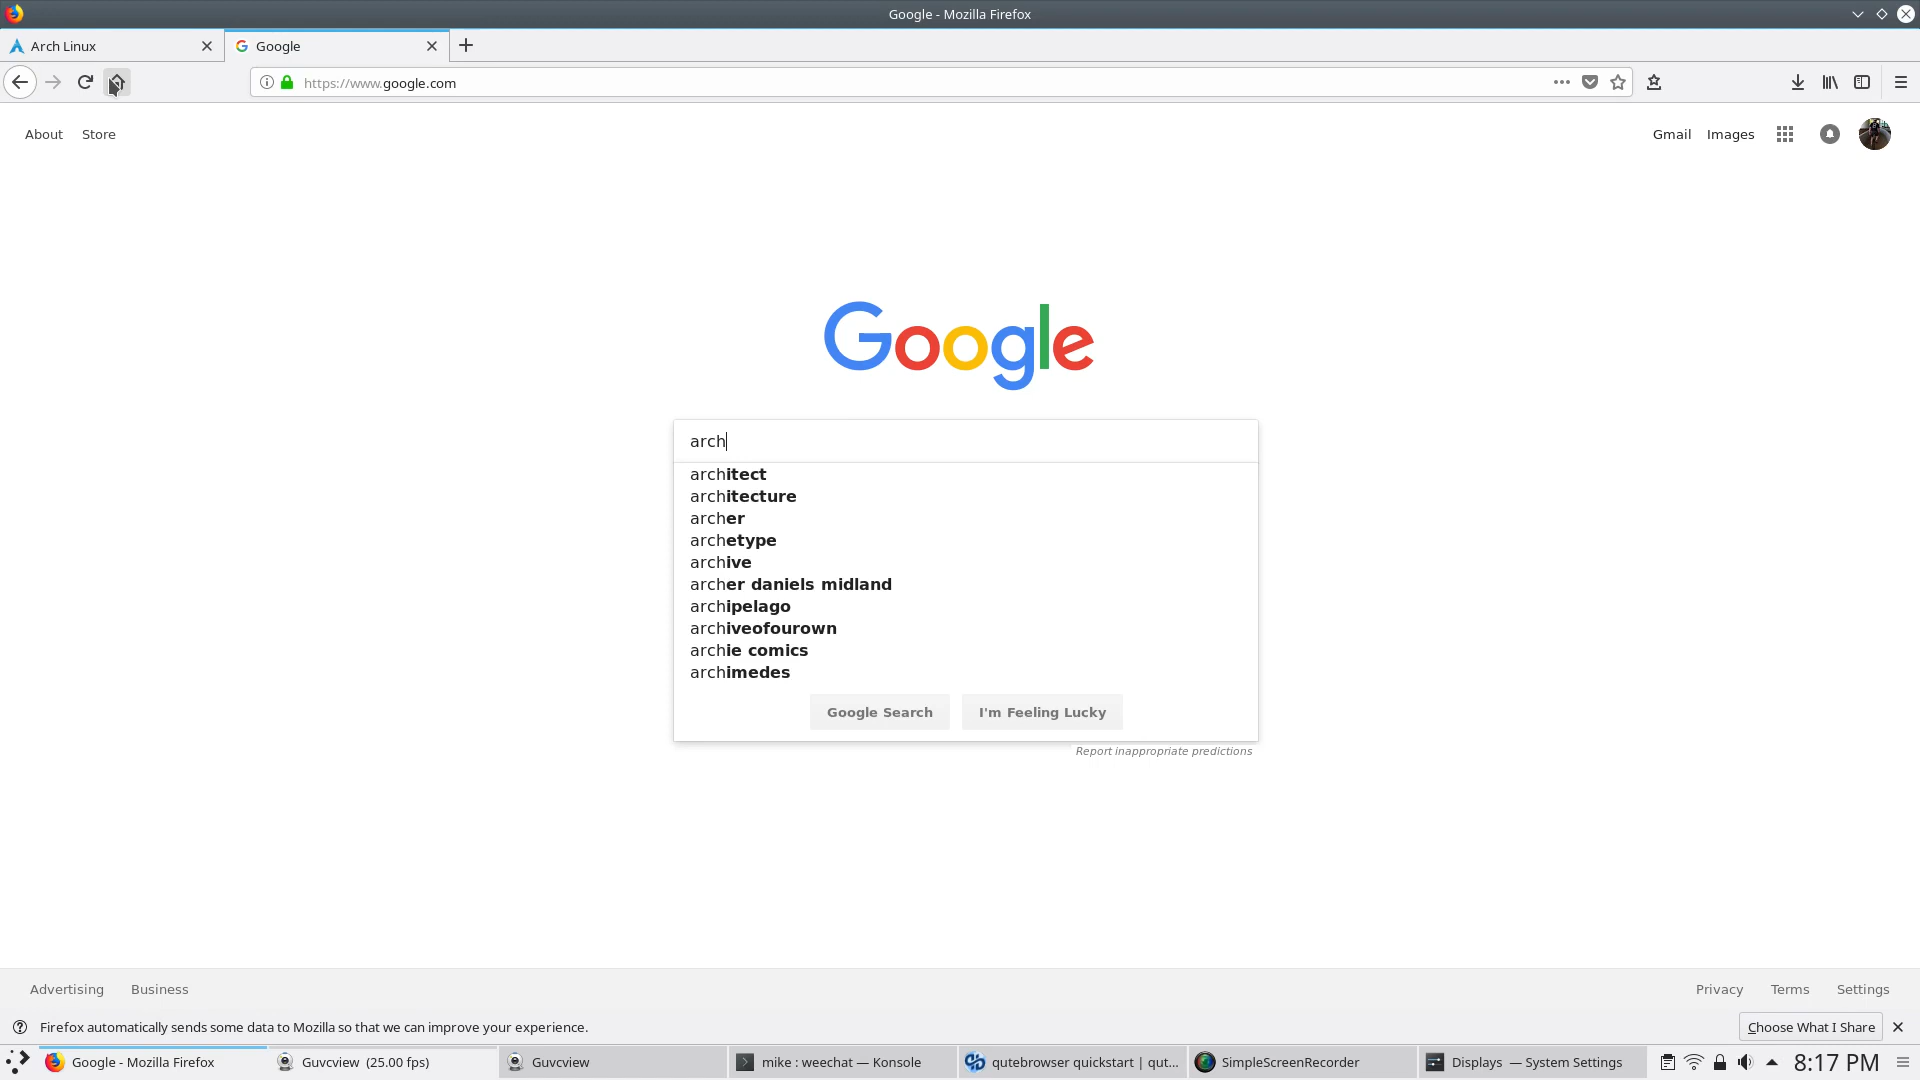 Google - Mozilla Firefox
Arch Linux
Google
https://www.google.com
About Store
Gmail Images
Google
arch
architect
architecture
archer
archetype
archive
archer daniels midland
archipelago
archiveofourown
archie comics
archimedes
Google Search I'm Feeling Lucky
Report inappropriate predictions
Advertising Business
Privacy Terms Settings
Firefox automatically sends some data to Mozilla so that we can improve your experience.
Choose What I Share
Google - Mozilla Firefox
Guvcview (25.00 fps)
Guvcview
mike : weechat — Konsole
qutebrowser quickstart | qut...
SimpleScreenRecorder
Displays — System Settings
8:17 PM